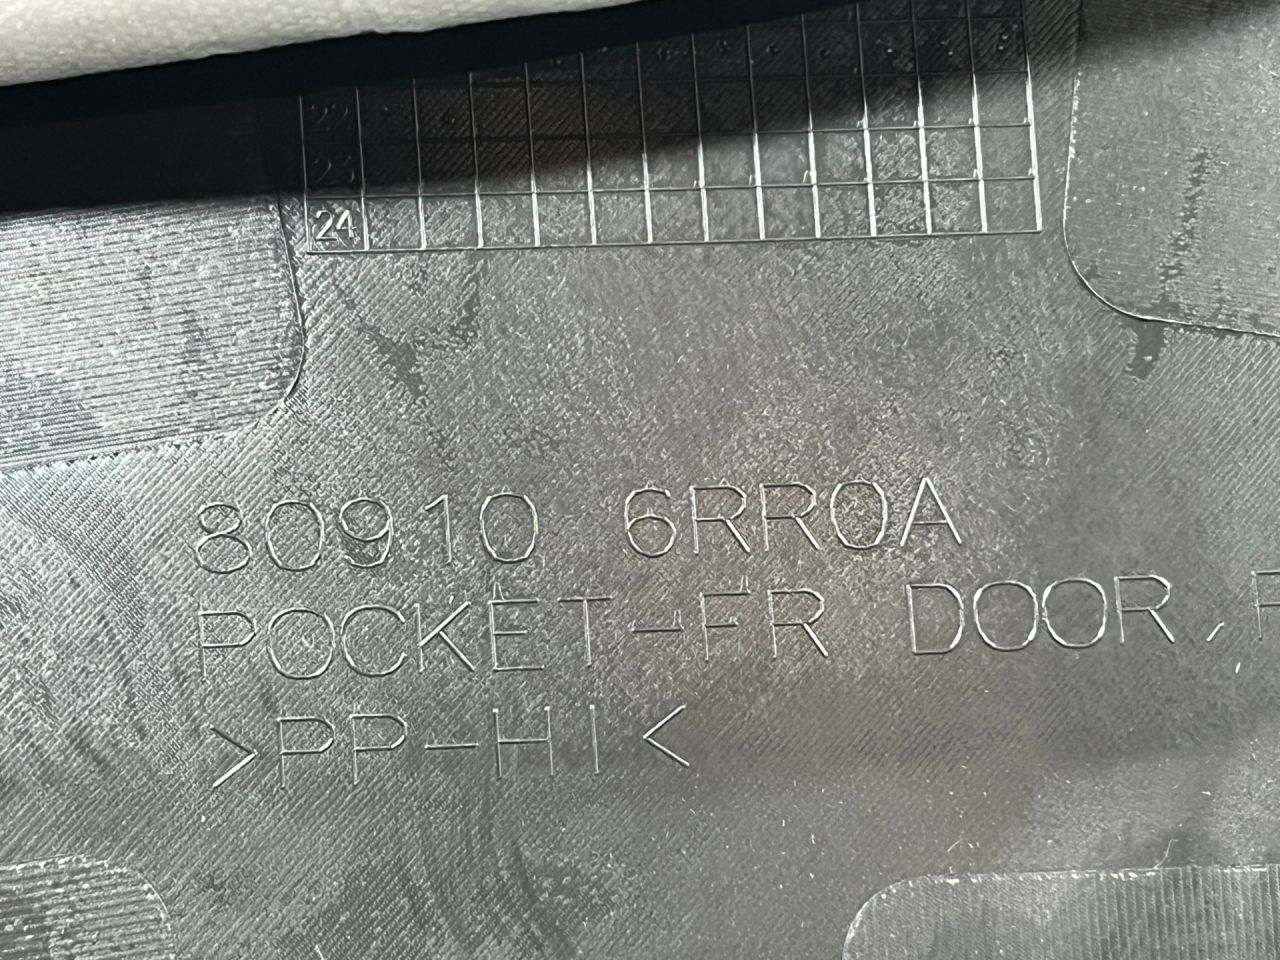 22
23
24
80910 6RR0A
POCKET-FR DOOR,
>PP-HI<